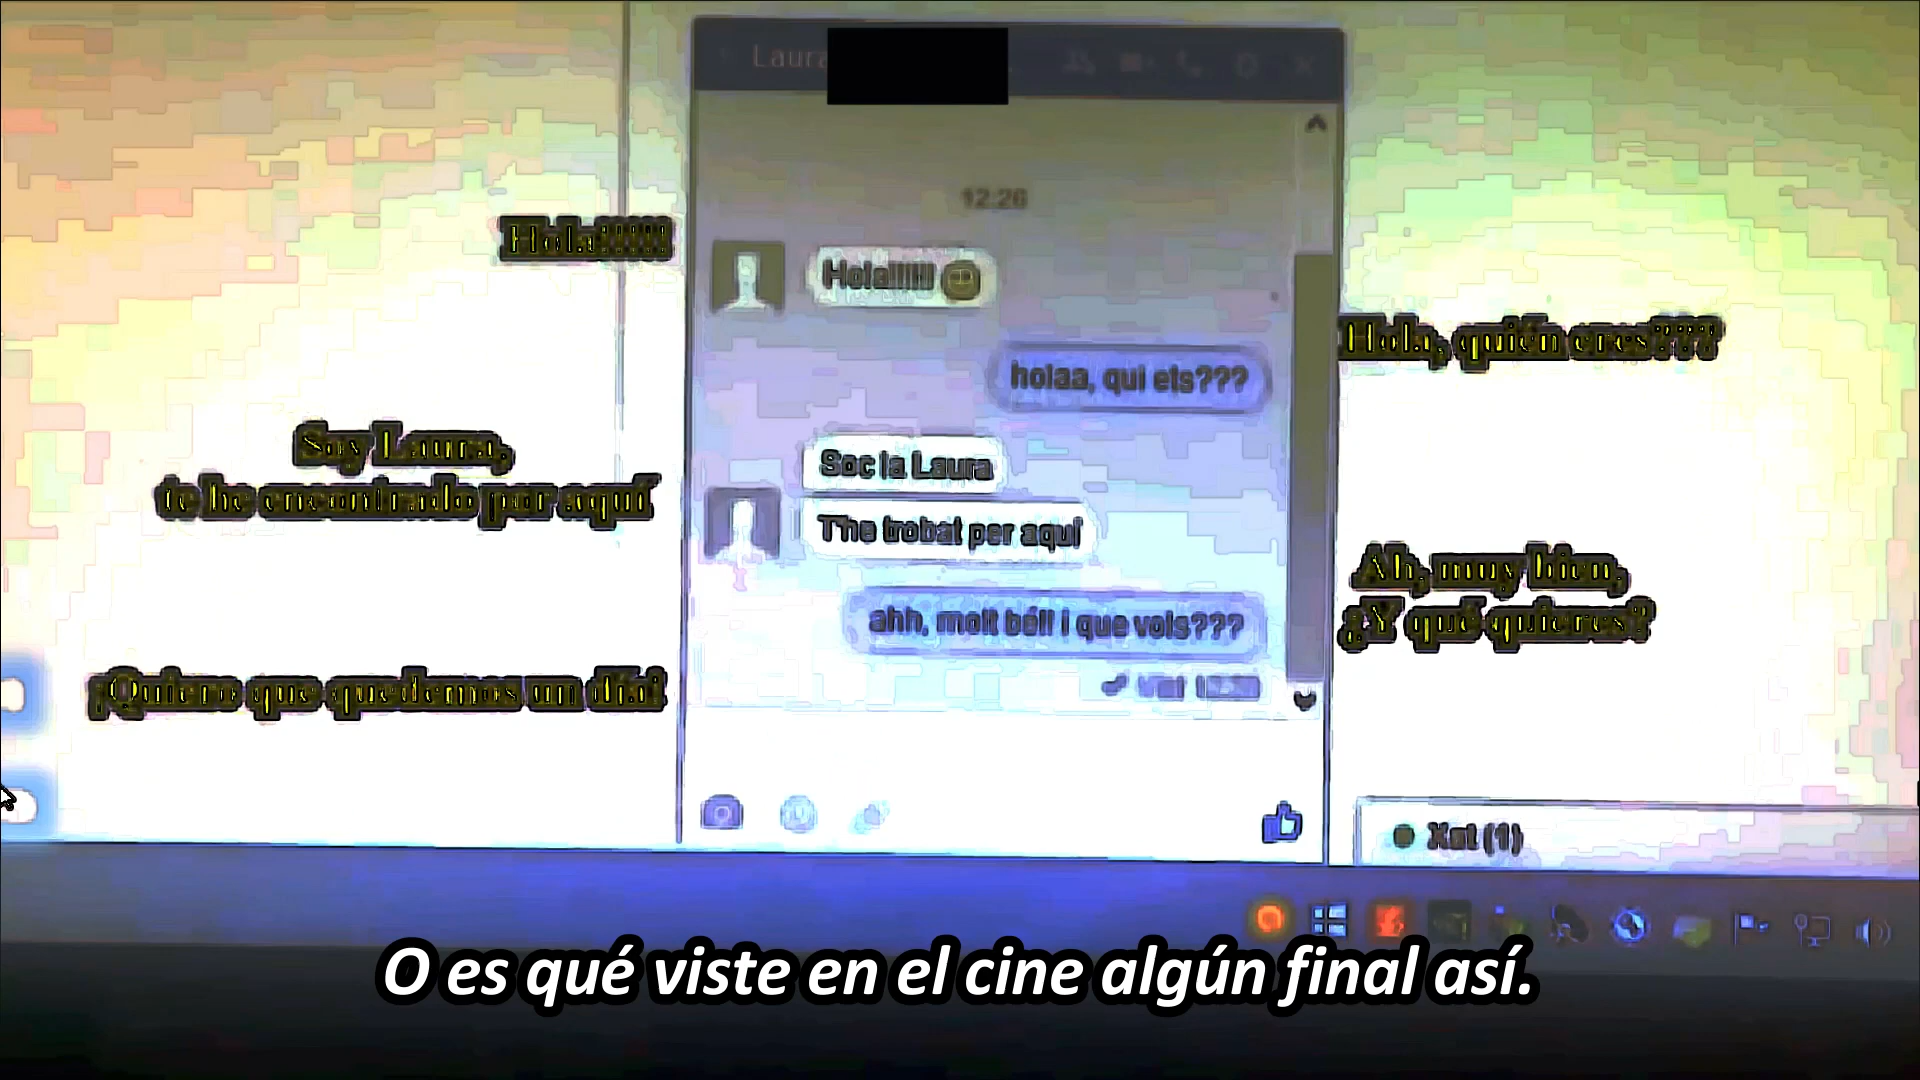 Laura
12:26
Hola!!!!!!
Hola!!!!!!
holaa, qui ets???
Hola, quién eres???
Soy Laura,
te he encontrado por aquí
Soc la Laura
T'he trobat per aquí
ahh, molt bé!! i que vols???
Ah, muy bien,
¿Y qué quieres?
¡Quiero que quedemos un día!
Xat (1)
O es qué viste en el cine algún final así.